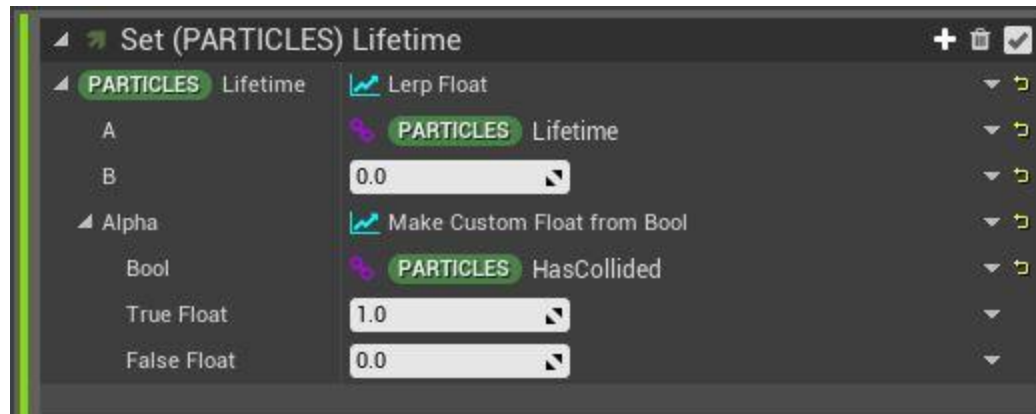 Set (PARTICLES) Lifetime
PARTICLES Lifetime Lerp Float
A PARTICLES Lifetime
B 0.0
Alpha Make Custom Float from Bool
Bool PARTICLES HasCollided
True Float 1.0
False Float 0.0